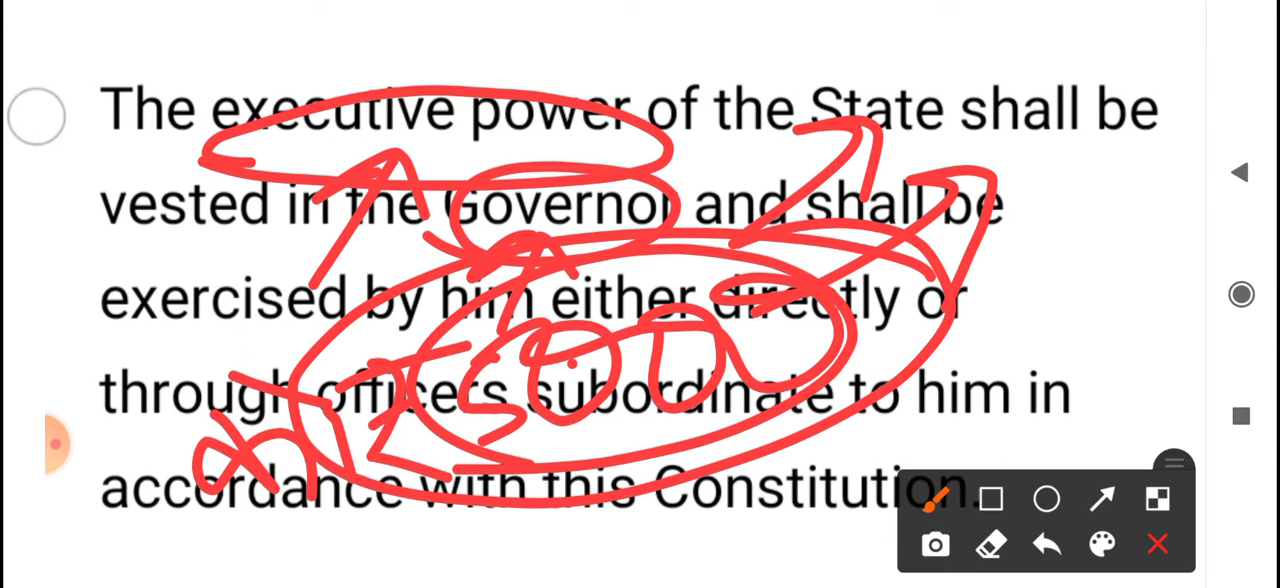 The executive power of the State shall be
vested in the Governor and shall be
exercised by him either directly or
through officers subordinate to him in
accordance with this Constitution.